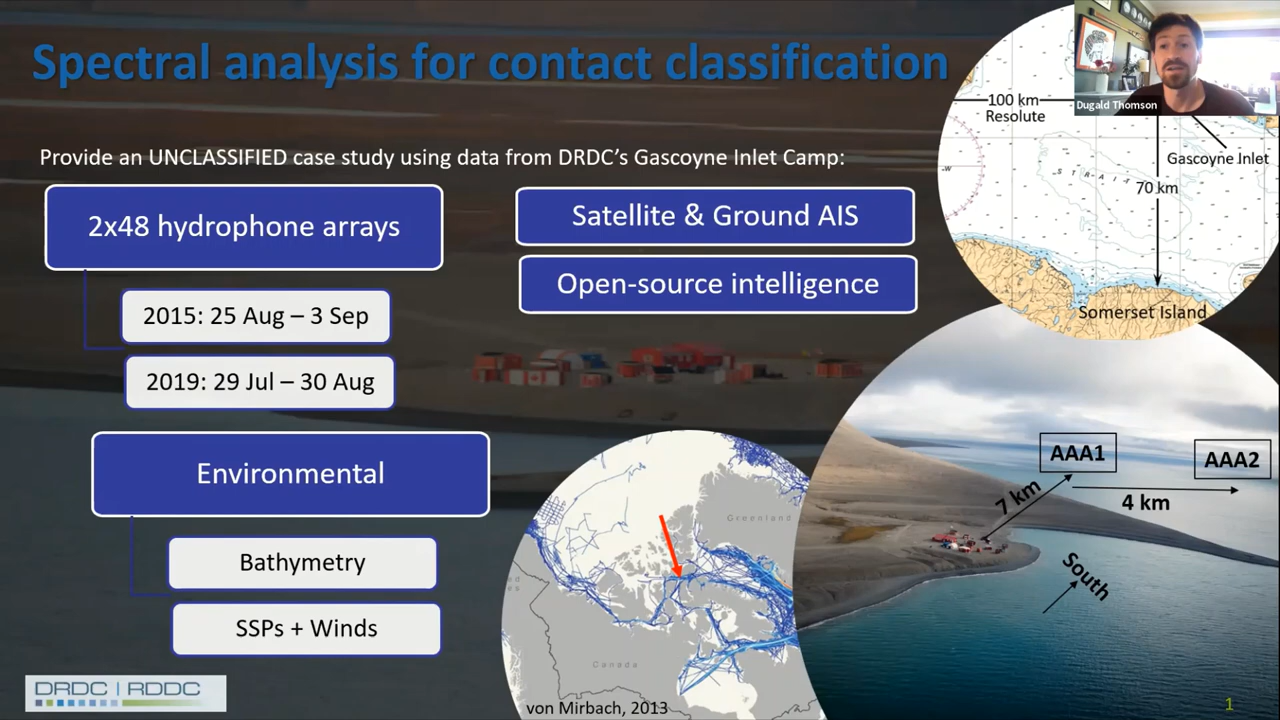 Spectral analysis for contact classification
Dugald Thomson
Provide an UNCLASSIFIED case study using data from DRDC's Gascoyne Inlet Camp:
2x48 hydrophone arrays
2015: 25 Aug – 3 Sep
2019: 29 Jul – 30 Aug
Environmental
Bathymetry
SSPs + Winds
Satellite & Ground AIS
Open-source intelligence
100 km
Resolute
Gascoyne Inlet
STRAIT
70 km
Somerset Island
AAA1
AAA2
7 km
4 km
South
Greenland
Canada
von Mirbach, 2013
DRDC | RDDC
1